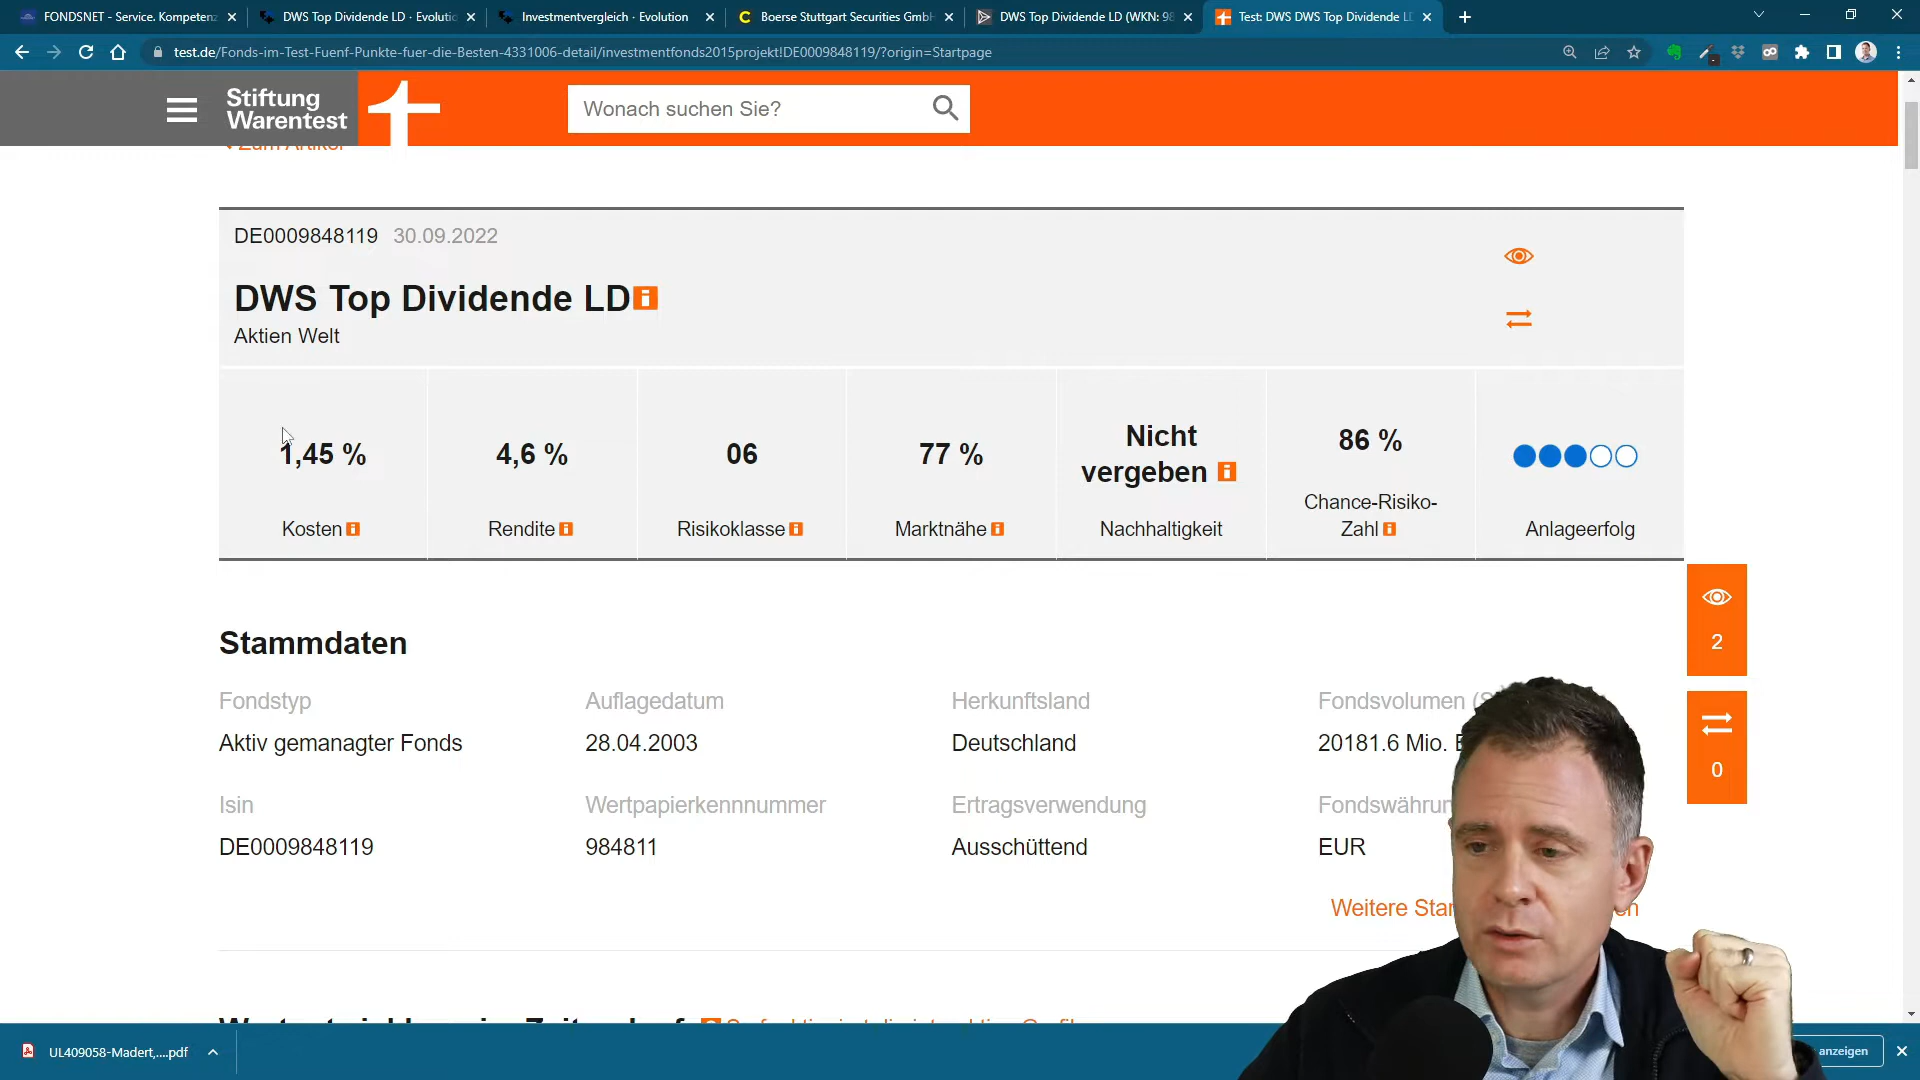 FONDSNET - Service. Kompetenz
DWS Top Dividende LD · Evolutio
Investmentvergleich · Evolution
Boerse Stuttgart Securities GmbH
DWS Top Dividende LD (WKN: 98
Test: DWS DWS Top Dividende LD
test.de/Fonds-im-Test-Fuenf-Punkte-fuer-die-Besten-4331006-detail/investmentfonds2015projekt!DE0009848119/?origin=Startpage
Stiftung
Warentest
Wonach suchen Sie?
Zum Artikel
DE0009848119 30.09.2022
DWS Top Dividende LD
Aktien Welt
1,45 %
Kosten
4,6 %
Rendite
06
Risikoklasse
77 %
Marktnähe
Nicht
vergeben
Nachhaltigkeit
86 %
Chance-Risiko-
Zahl
Anlageerfolg
2
0
Stammdaten
Fondstyp
Aktiv gemanagter Fonds
Auflagedatum
28.04.2003
Herkunftsland
Deutschland
Fondsvolumen
20181.6 Mio.
Isin
DE0009848119
Wertpapierkennnummer
984811
Ertragsverwendung
Ausschüttend
Fondswährun
EUR
Weitere
UL409058-Madert,....pdf
anzeigen